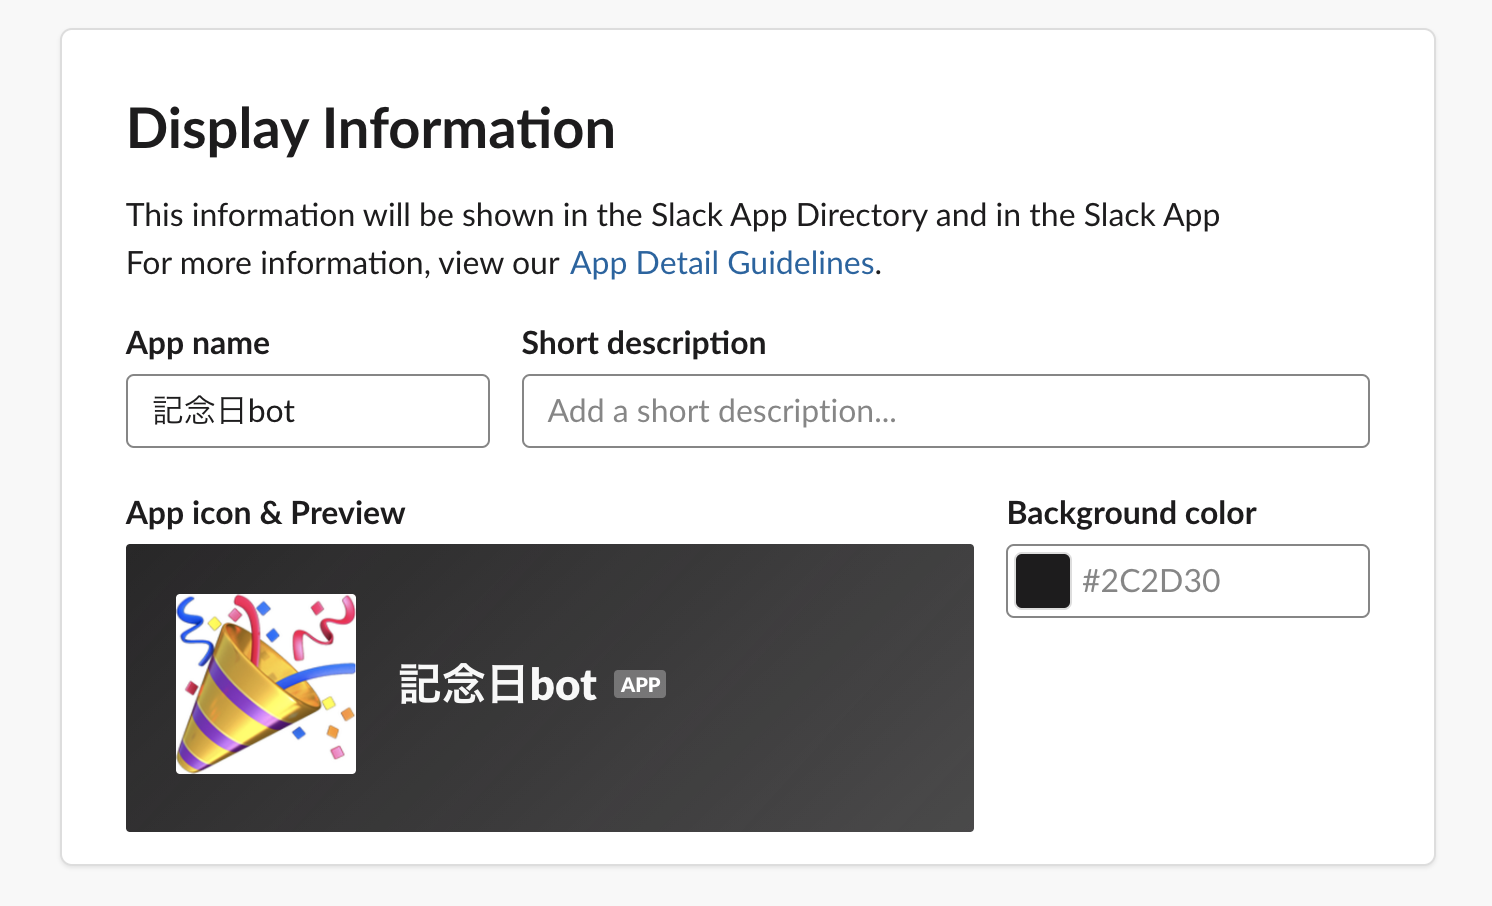 Display Information
This information will be shown in the Slack App Directory and in the Slack App
For more information, view our App Detail Guidelines.
App name
Short description
記念日bot
Add a short description...
App icon & Preview
Background color
#2C2D30
記念日bot APP